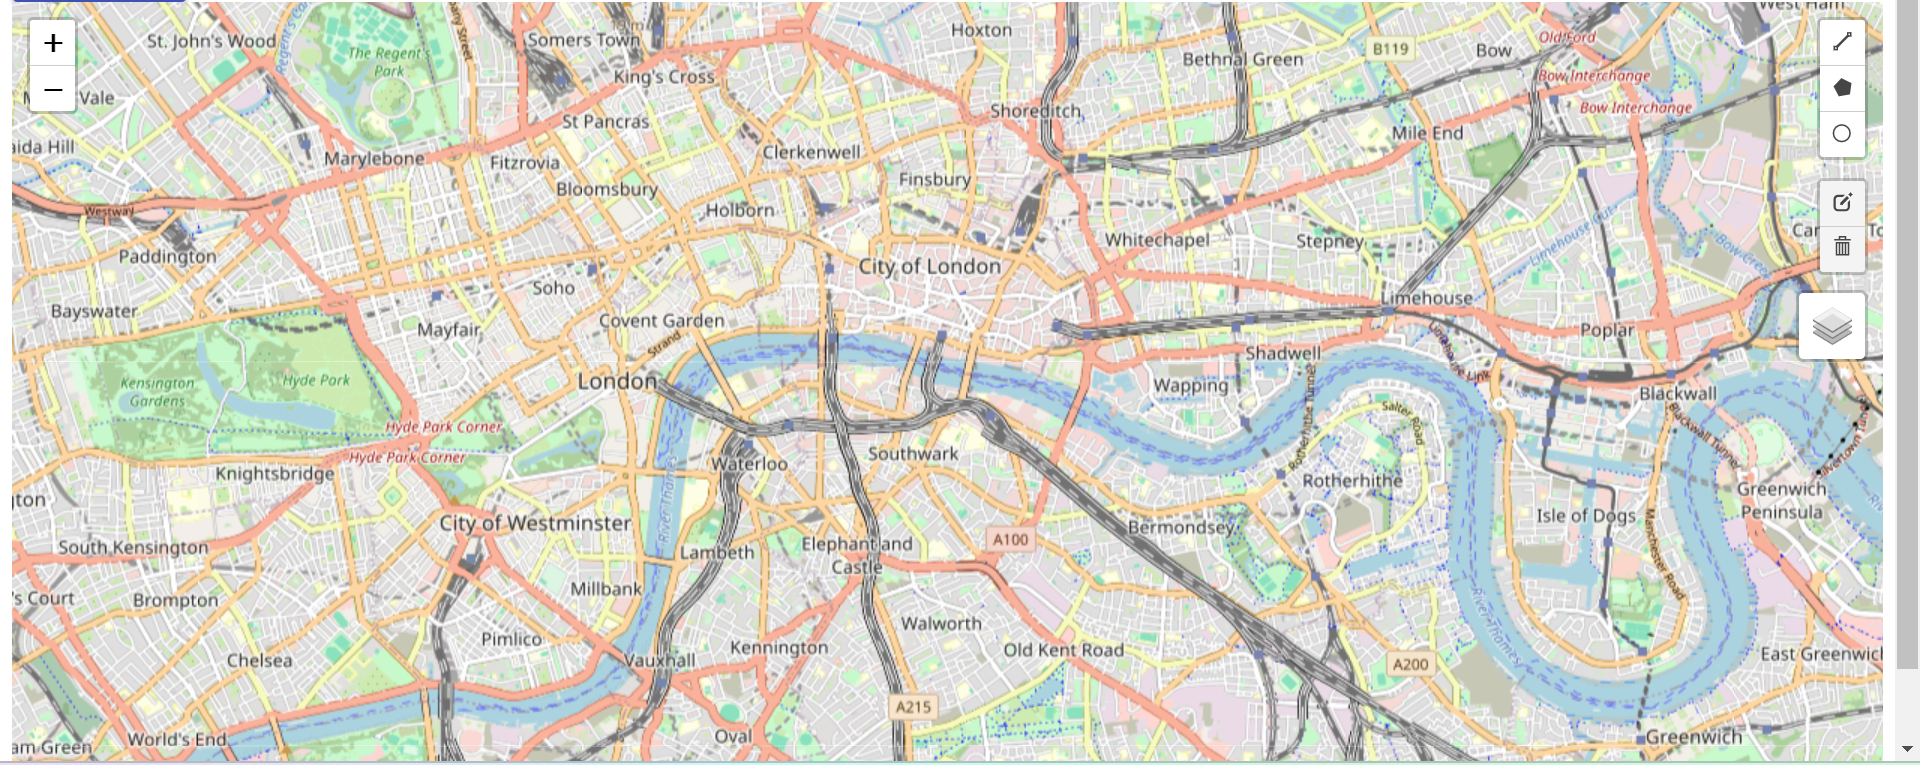 West Ham
St. John's Wood
Regent's Ca
Somers Town
Hoxton
Old Ford
Bow
B119
The Regent's
Park
Bethnal Green
King's Cross
Bow Interchange
Vale
Shoreditch
Bow Interchange
St Pancras
Mile End
aida Hill
Marylebone
Fitzrovia
Clerkenwell
Bloomsbury
Finsbury
Westway
Holborn
Whitechapel
Stepney
Limehouse Cut
Bow Creek
Paddington
City of London
Soho
Limehouse
Bayswater
Mayfair
Covent Garden
Strand
Poplar
Shadwell
Limehouse Link
London
Wapping
Hyde Park
Kensington
Gardens
Blackwall
Rotherhithe Tunnel
Salter Road
Blackwall Tunnel
Hyde Park Corner
Hyde Park Corner
Knightsbridge
Waterloo
Southwark
Rotherhithe
Greenwich
Peninsula
gton
River Thames
City of Westminster
Isle of Dogs
Manchester Road
Bermondsey
A100
South Kensington
Lambeth
Elephant and
Castle
Millbank
's Court
Brompton
River Thames
Walworth
Pimlico
Kennington
Old Kent Road
Chelsea
Vauxhall
A200
East Greenwich
A215
World's End
Oval
Greenwich
am Green